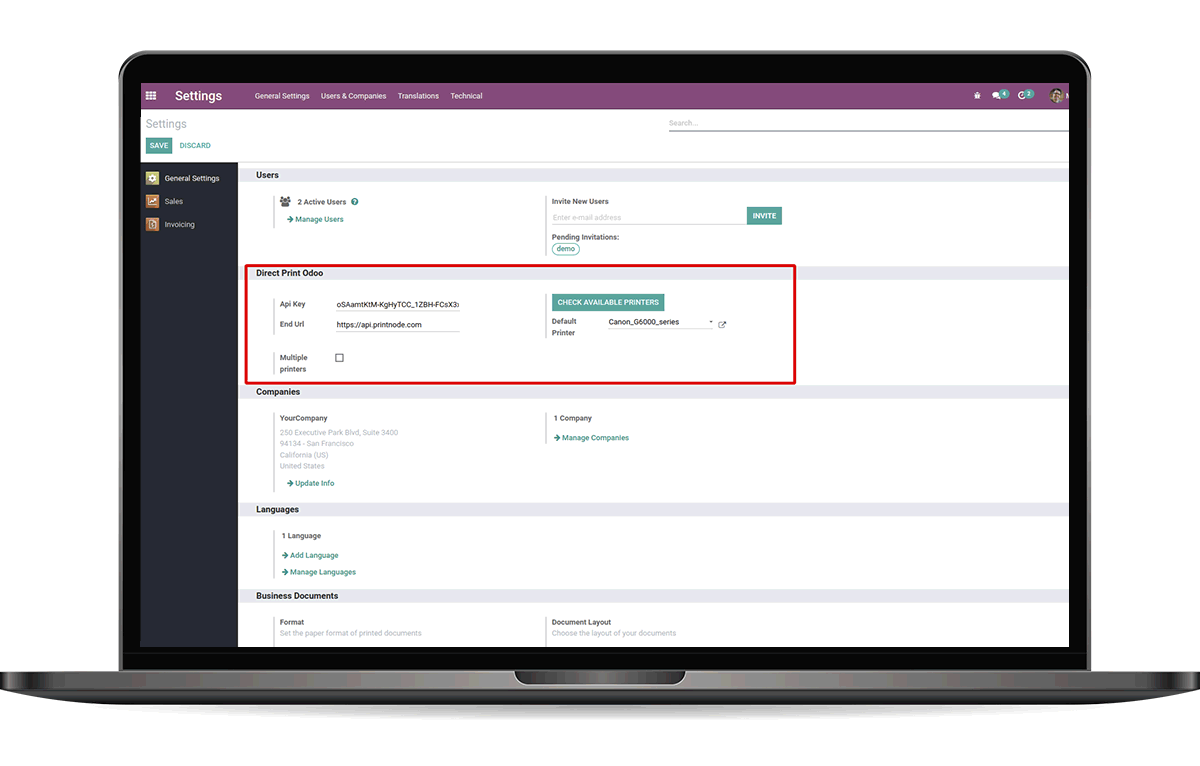 Settings General Settings Users & Companies Translations Technical 4 2
Settings
Search...
SAVE DISCARD
General Settings
Sales
Invoicing
Users
2 Active Users ?
Manage Users
Invite New Users
Enter e-mail address INVITE
Pending Invitations:
demo
Direct Print Odoo
Api Key oSAamtKtM-KgHyTCC_1ZBH-FCsX3
End Url https://api.printnode.com
Multiple
printers
CHECK AVAILABLE PRINTERS
Default Canon_G6000_series
Printer
Companies
YourCompany
250 Executive Park Blvd, Suite 3400
94134 - San Francisco
California (US)
United States
Update Info
1 Company
Manage Companies
Languages
1 Language
Add Language
Manage Languages
Business Documents
Format
Set the paper format of printed documents
Document Layout
Choose the layout of your documents